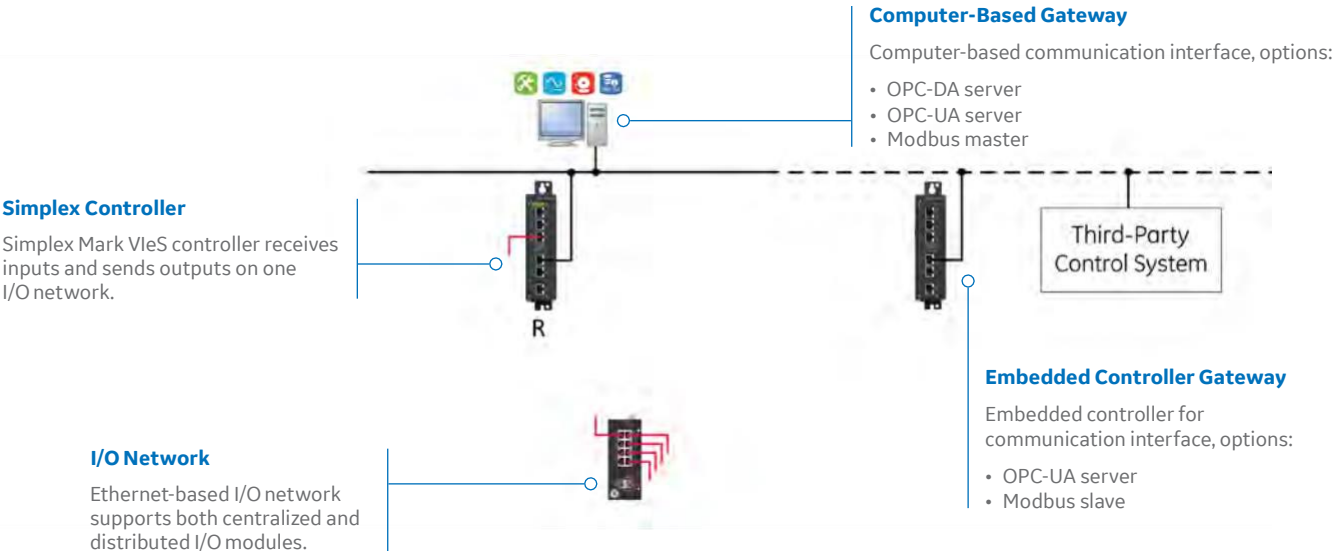 Computer-Based Gateway
Computer-based communication interface, options:
• OPC-DA server
• OPC-UA server
• Modbus master
Simplex Controller
Simplex Mark VIeS controller receives
inputs and sends outputs on one
I/O network.
R
Third-Party
Control System
Embedded Controller Gateway
Embedded controller for
communication interface, options:
• OPC-UA server
• Modbus slave
I/O Network
Ethernet-based I/O network
supports both centralized and
distributed I/O modules.